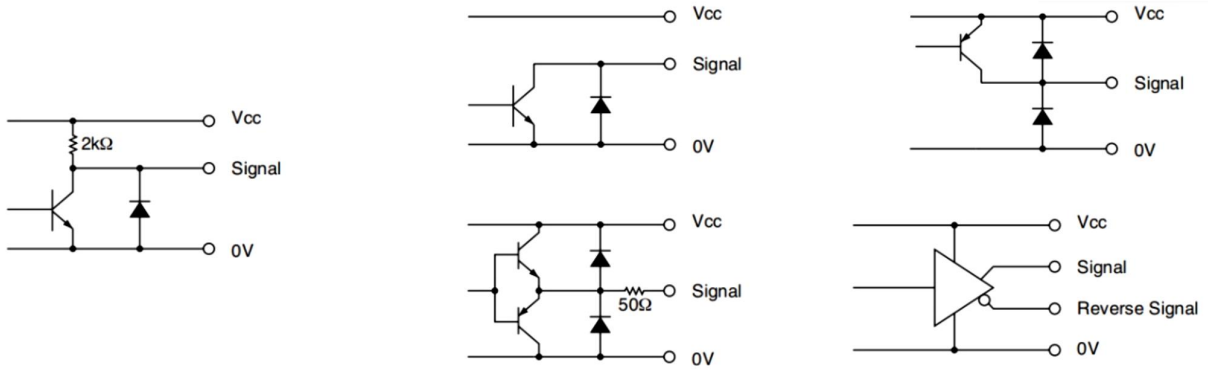 Vcc
2kΩ
Signal
0V
Vcc
Signal
0V
Vcc
Signal
0V
Vcc
Signal
50Ω
0V
Vcc
Signal
Reverse Signal
0V